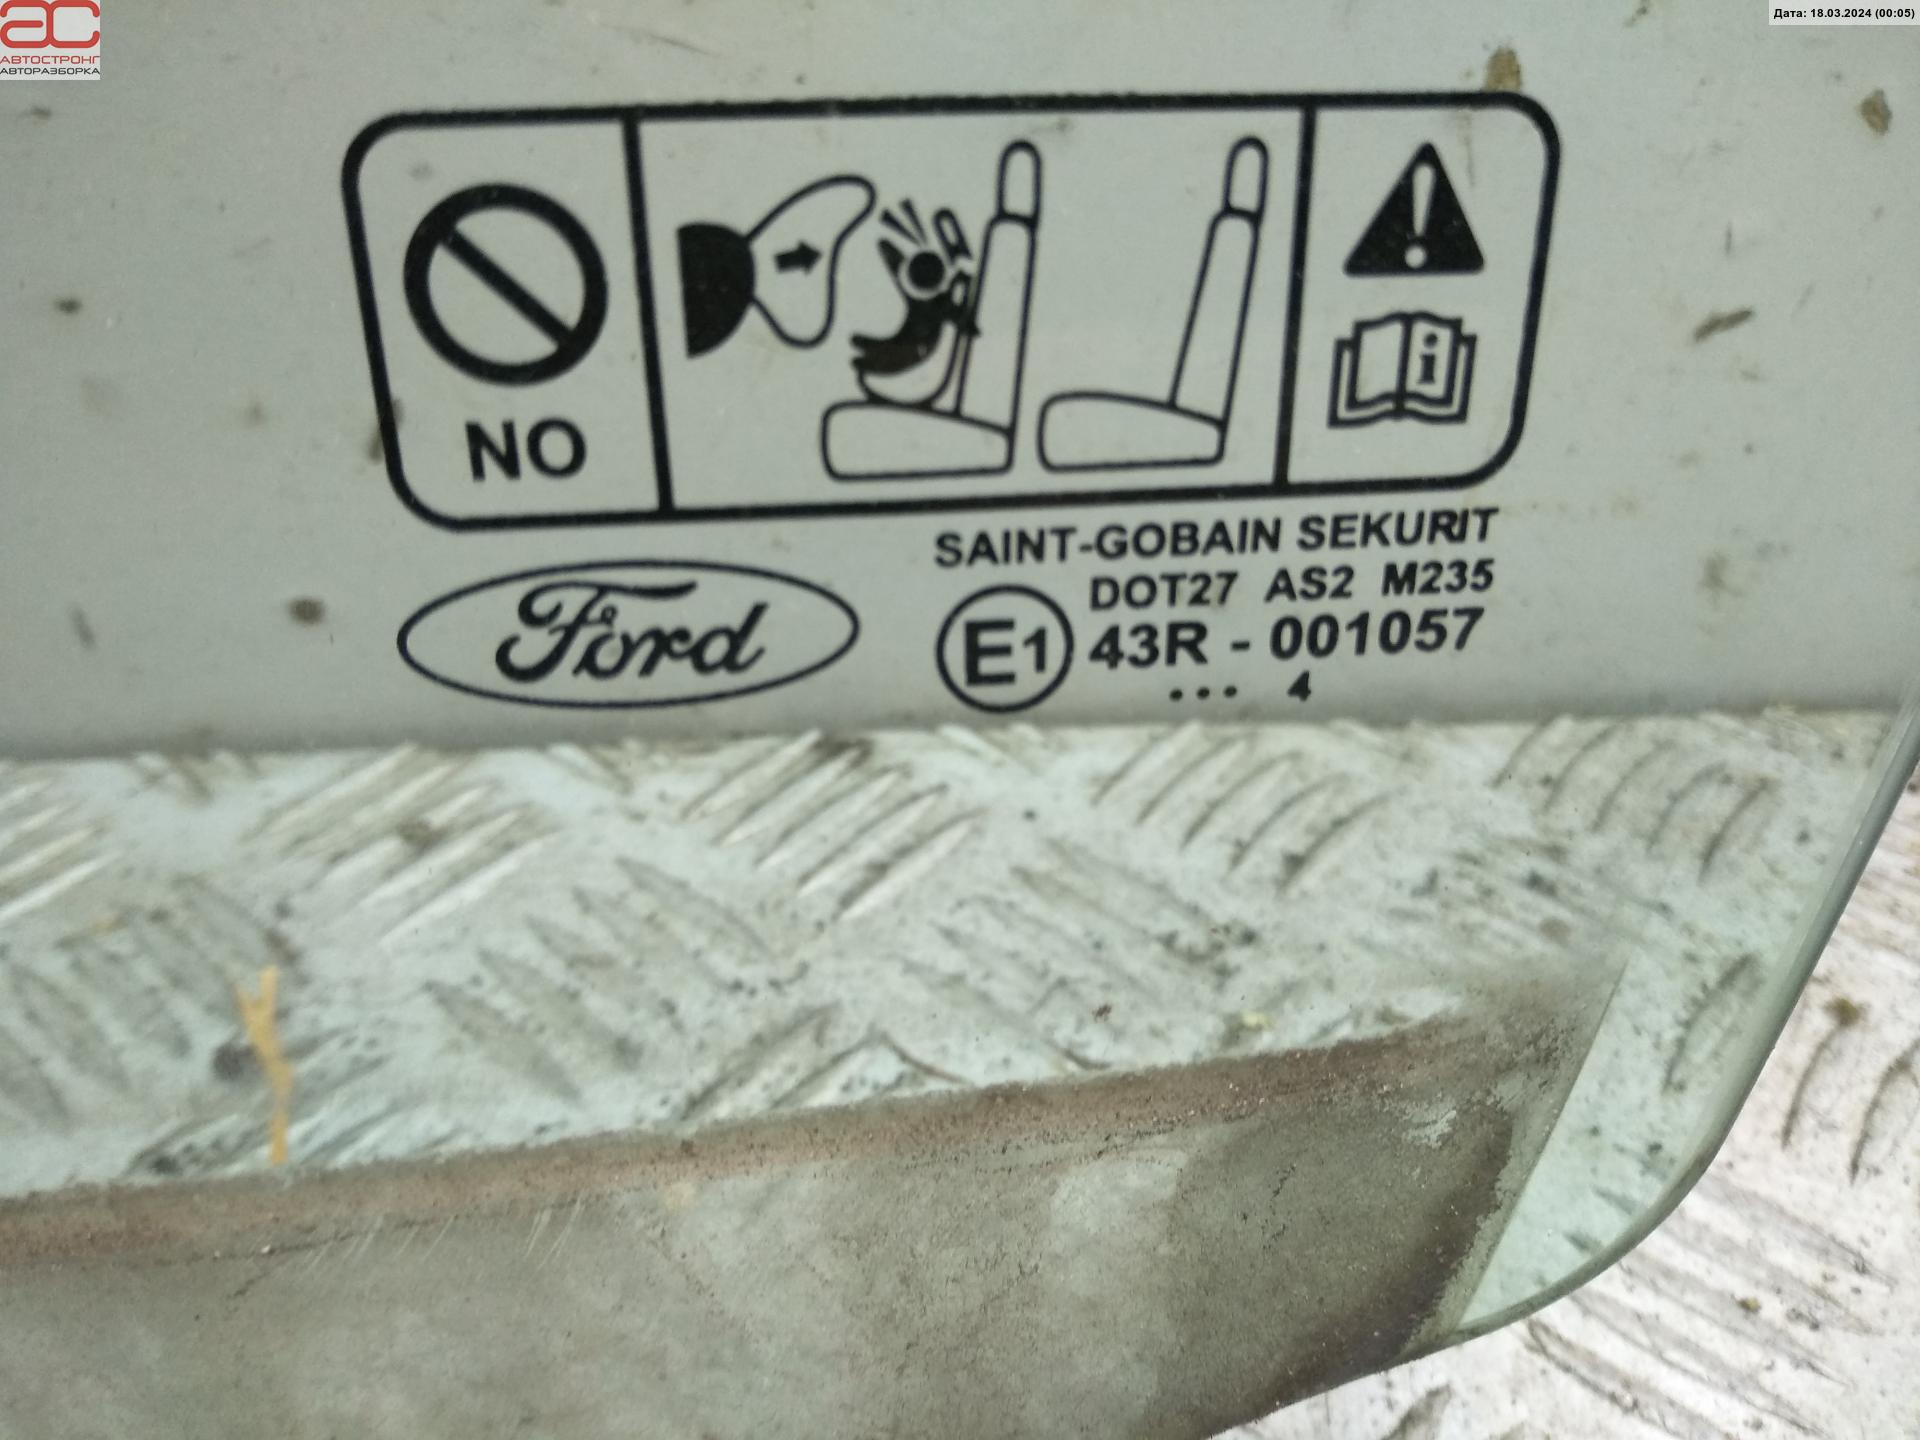 АВТОСТРОНГ
АВТОРАЗБОРКА
Дата: 18.03.2024 (00:05)
NO
i
SAINT-GOBAIN SEKURIT
DOT27 AS2 M235
E1 43R - 001057
... 4
Ford